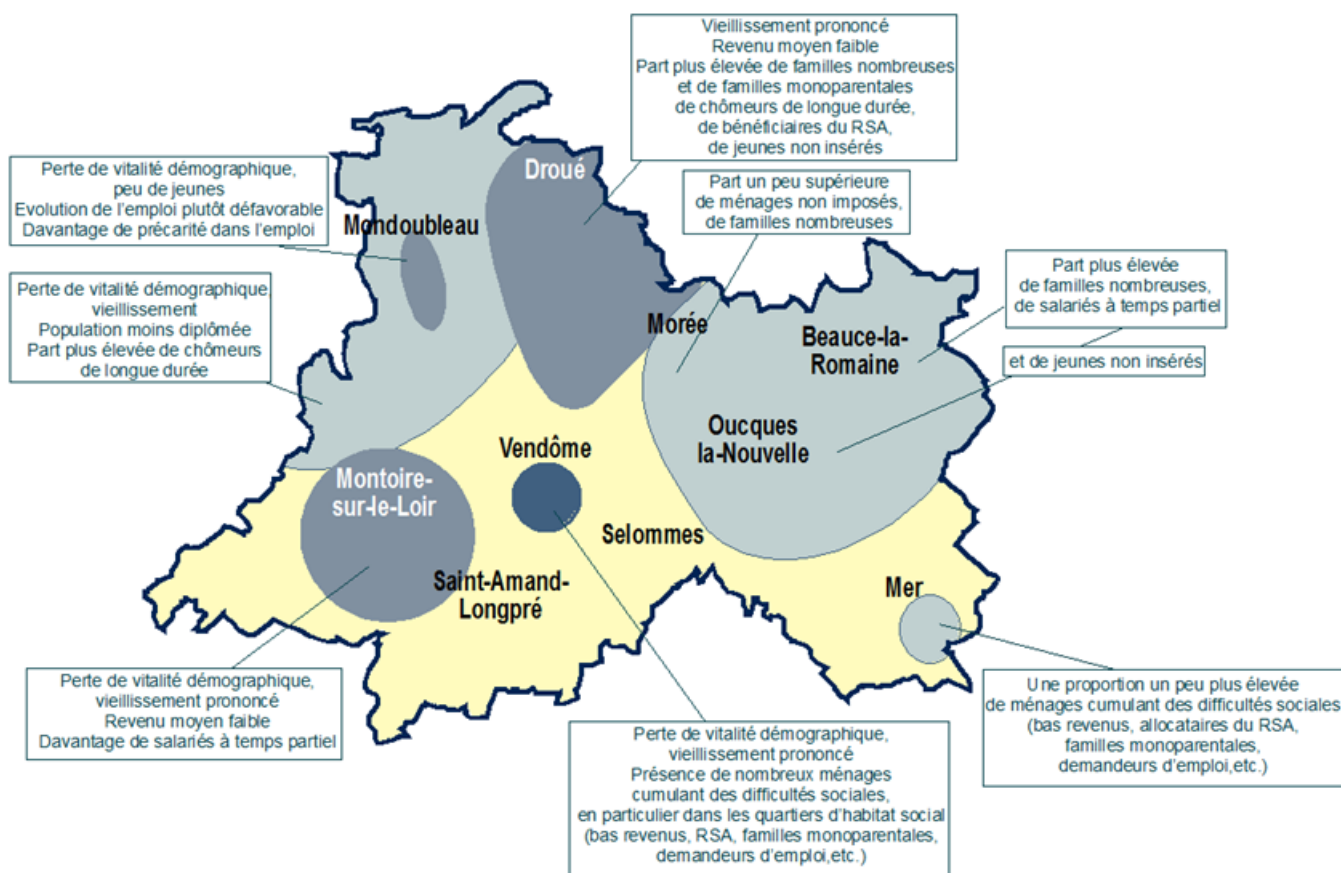 Vieillissement prononcé
Revenu moyen faible
Part plus élevée de familles nombreuses
et de familles monoparentales
de chômeurs de longue durée,
de bénéficiaires du RSA,
de jeunes non insérés
Perte de vitalité démographique,
peu de jeunes
Evolution de l'emploi plutôt défavorable
Davantage de précarité dans l'emploi
Droué
Part un peu supérieure
de ménages non imposés,
de familles nombreuses
Mondoubleau
Part plus élevée
de familles nombreuses,
de salariés à temps partiel
Perte de vitalité démographique,
vieillissement
Population moins diplômée
Part plus élevée de chômeurs
de longue durée
Morée
Beauce-la-
Romaine
et de jeunes non insérés
Oucques
la-Nouvelle
Vendôme
Montoire-
sur-le-Loir
Selommes
Saint-Amand-
Longpré
Mer
Perte de vitalité démographique,
vieillissement prononcé
Revenu moyen faible
Davantage de salariés à temps partiel
Perte de vitalité démographique,
vieillissement prononcé
Présence de nombreux ménages
cumulant des difficultés sociales,
en particulier dans les quartiers d'habitat social
(bas revenus, RSA, familles monoparentales,
demandeurs d'emploi,etc.)
Une proportion un peu plus élevée
de ménages cumulant des difficultés sociales
(bas revenus, allocataires du RSA,
familles monoparentales,
demandeurs d'emploi,etc.)